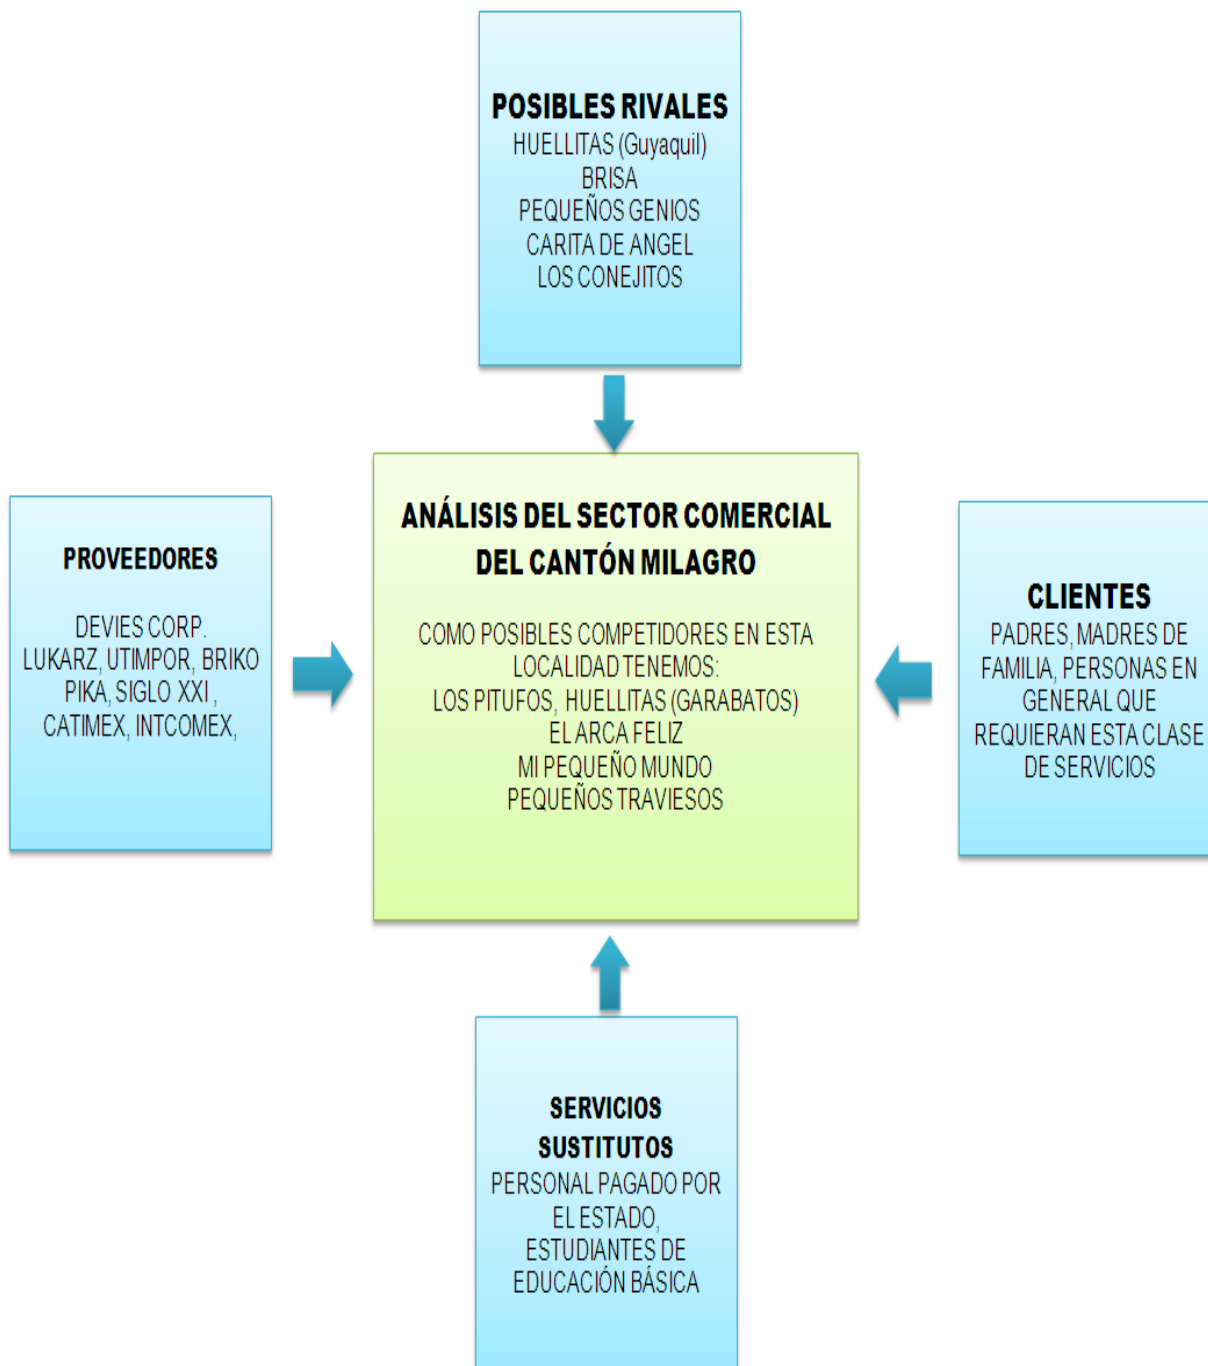 POSIBLES RIVALES
HUELLITAS (Guyaquil)
BRISA
PEQUEÑOS GENIOS
CARITA DE ANGEL
LOS CONEJITOS
ANÁLISIS DEL SECTOR COMERCIAL
DEL CANTÓN MILAGRO
COMO POSIBLES COMPETIDORES EN ESTA
LOCALIDAD TENEMOS:
LOS PITUFOS, HUELLITAS (GARABATOS)
EL ARCA FELIZ
MI PEQUEÑO MUNDO
PEQUEÑOS TRAVIESOS
PROVEEDORES
DEVIES CORP.
LUKARZ, UTIMPOR, BRIKO
PIKA, SIGLO XXI ,
CATIMEX, INTCOMEX,
CLIENTES
PADRES, MADRES DE
FAMILIA, PERSONAS EN
GENERAL QUE
REQUIERAN ESTA CLASE
DE SERVICIOS
SERVICIOS
SUSTITUTOS
PERSONAL PAGADO POR
EL ESTADO,
ESTUDIANTES DE
EDUCACIÓN BÁSICA